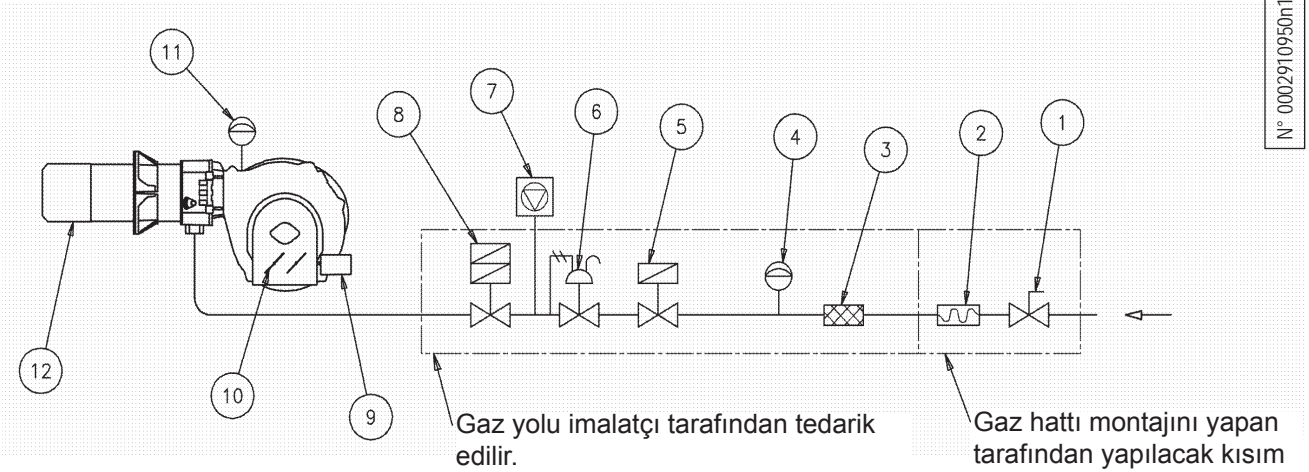 N° 0002910950n1
11
7
8
6
5
4
3
2
1
12
10
9
Gaz yolu imalatçı tarafından tedarik
edilir.
Gaz hattı montajını yapan
tarafından yapılacak kısım